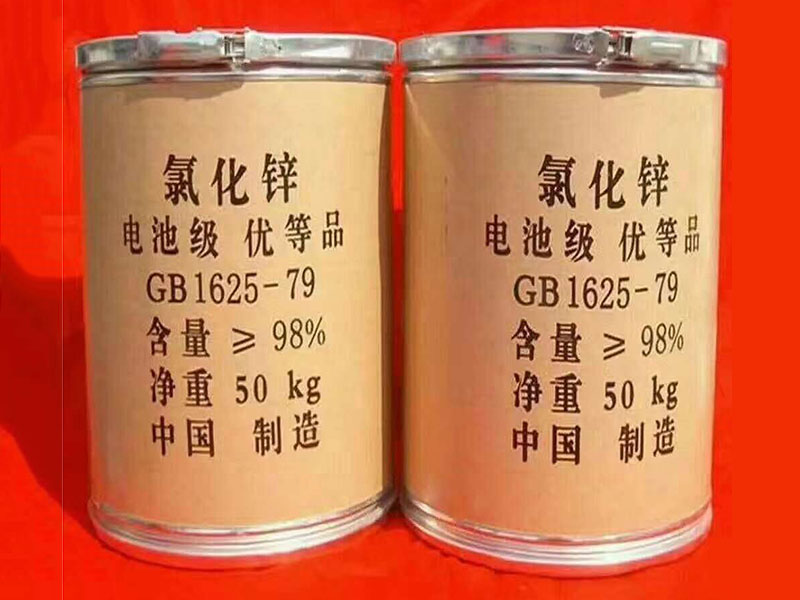 氯化锌
电池级 优等品
GB1625-79
含量 ≥ 98%
净重 50 kg
中国 制造
氯化锌
电池级 优等品
GB1625-79
含量 ≥ 98%
净重 50 kg
中国 制造